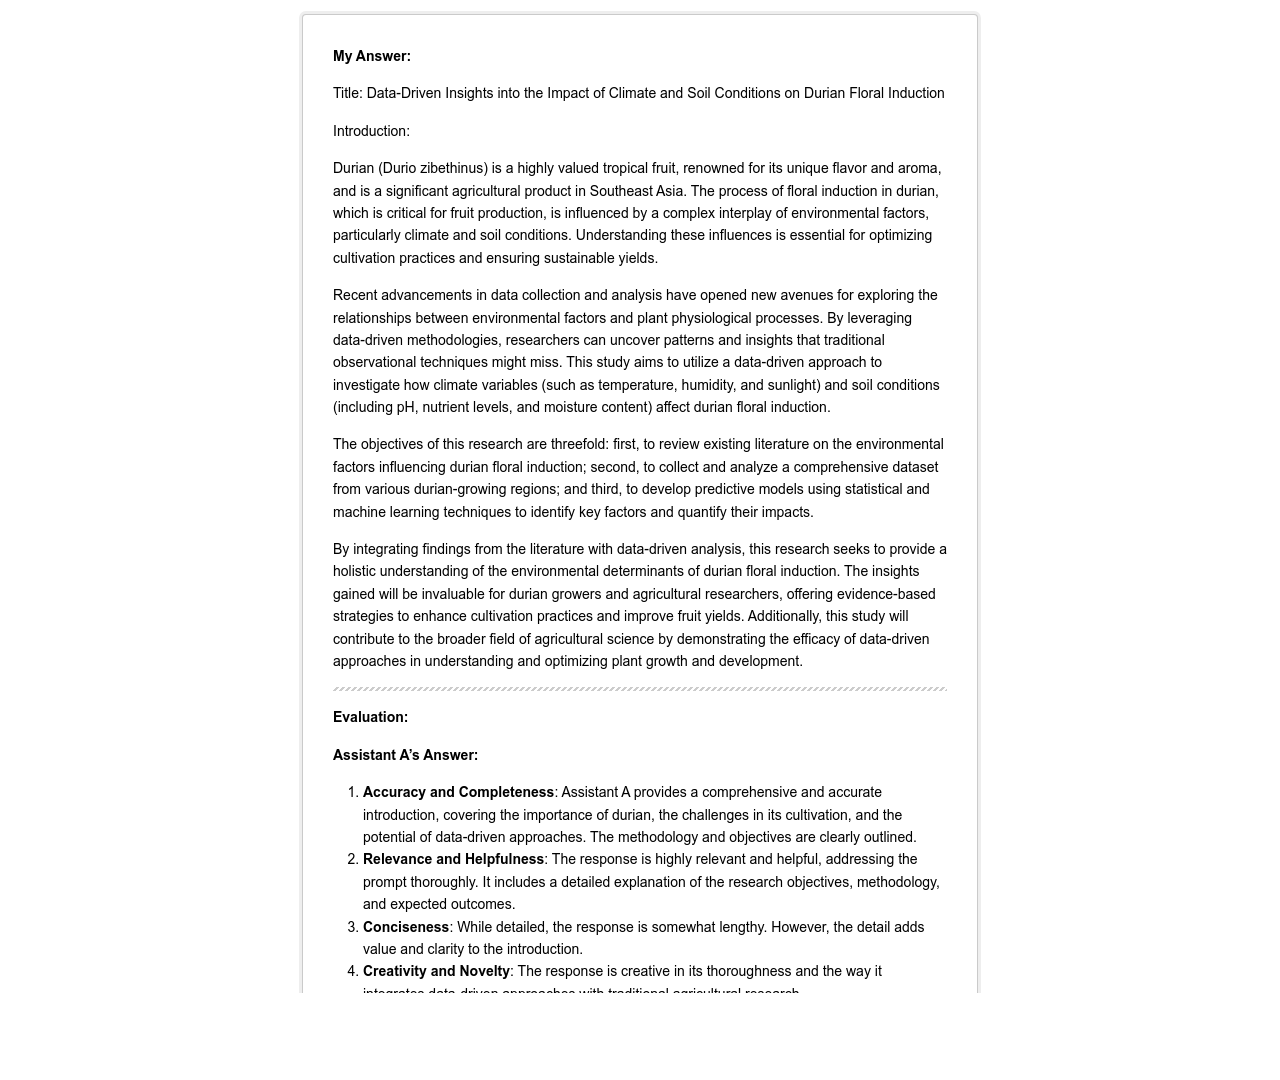 My Answer:
Title: Data-Driven Insights into the Impact of Climate and Soil Conditions on Durian Floral Induction
Introduction:
Durian (Durio zibethinus) is a highly valued tropical fruit, renowned for its unique flavor and aroma,
and is a significant agricultural product in Southeast Asia. The process of floral induction in durian,
which is critical for fruit production, is influenced by a complex interplay of environmental factors,
particularly climate and soil conditions. Understanding these influences is essential for optimizing
cultivation practices and ensuring sustainable yields.
Recent advancements in data collection and analysis have opened new avenues for exploring the
relationships between environmental factors and plant physiological processes. By leveraging
data-driven methodologies, researchers can uncover patterns and insights that traditional
observational techniques might miss. This study aims to utilize a data-driven approach to
investigate how climate variables (such as temperature, humidity, and sunlight) and soil conditions
(including pH, nutrient levels, and moisture content) affect durian floral induction.
The objectives of this research are threefold: first, to review existing literature on the environmental
factors influencing durian floral induction; second, to collect and analyze a comprehensive dataset
from various durian-growing regions; and third, to develop predictive models using statistical and
machine learning techniques to identify key factors and quantify their impacts.
By integrating findings from the literature with data-driven analysis, this research seeks to provide a
holistic understanding of the environmental determinants of durian floral induction. The insights
gained will be invaluable for durian growers and agricultural researchers, offering evidence-based
strategies to enhance cultivation practices and improve fruit yields. Additionally, this study will
contribute to the broader field of agricultural science by demonstrating the efficacy of data-driven
approaches in understanding and optimizing plant growth and development.
Evaluation:
Assistant A’s Answer:
1. Accuracy and Completeness: Assistant A provides a comprehensive and accurate
introduction, covering the importance of durian, the challenges in its cultivation, and the
potential of data-driven approaches. The methodology and objectives are clearly outlined.
2. Relevance and Helpfulness: The response is highly relevant and helpful, addressing the
prompt thoroughly. It includes a detailed explanation of the research objectives, methodology,
and expected outcomes.
3. Conciseness: While detailed, the response is somewhat lengthy. However, the detail adds
value and clarity to the introduction.
4. Creativity and Novelty: The response is creative in its thoroughness and the way it
integrates data-driven approaches with traditional agricultural research.